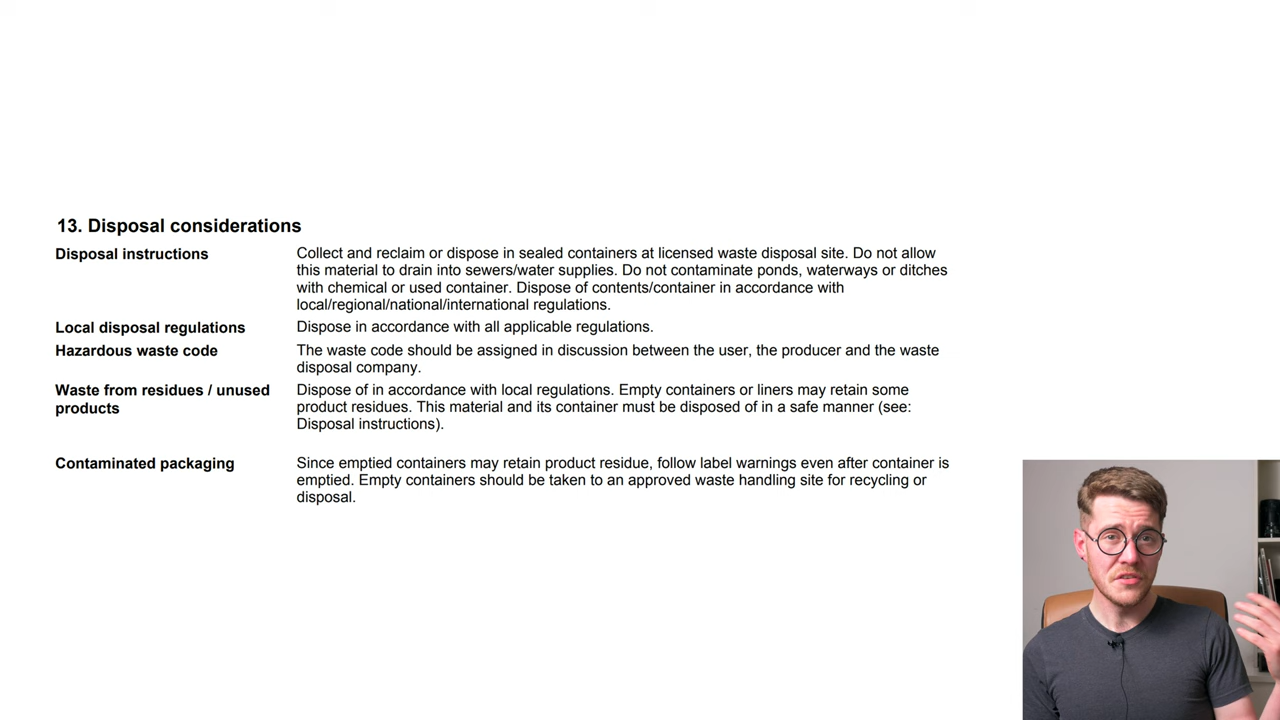 13. Disposal considerations
Disposal instructions
Collect and reclaim or dispose in sealed containers at licensed waste disposal site. Do not allow
this material to drain into sewers/water supplies. Do not contaminate ponds, waterways or ditches
with chemical or used container. Dispose of contents/container in accordance with
local/regional/national/international regulations.
Local disposal regulations
Dispose in accordance with all applicable regulations.
Hazardous waste code
The waste code should be assigned in discussion between the user, the producer and the waste
disposal company.
Waste from residues / unused
products
Dispose of in accordance with local regulations. Empty containers or liners may retain some
product residues. This material and its container must be disposed of in a safe manner (see:
Disposal instructions).
Contaminated packaging
Since emptied containers may retain product residue, follow label warnings even after container is
emptied. Empty containers should be taken to an approved waste handling site for recycling or
disposal.